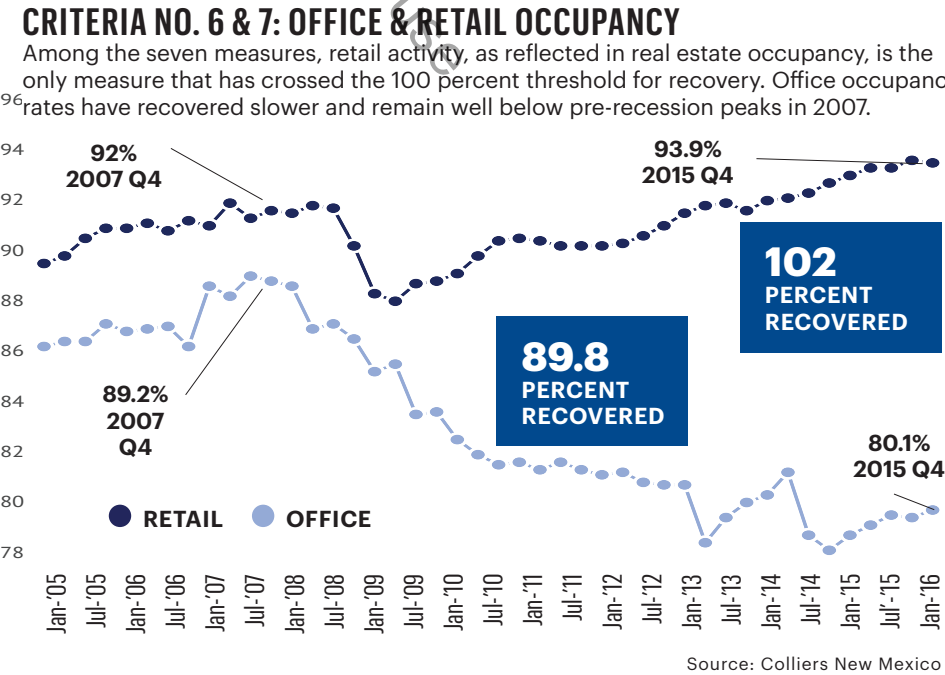 CRITERIA NO. 6 & 7: OFFICE & RETAIL OCCUPANCY
Among the seven measures, retail activity, as reflected in real estate occupancy, is the
only measure that has crossed the 100 percent threshold for recovery. Office occupanc
rates have recovered slower and remain well below pre-recession peaks in 2007.
use
96
94
92
90
88
86
84
82
80
78
92%
2007 Q4
93.9%
2015 Q4
102
PERCENT
RECOVERED
89.8
PERCENT
RECOVERED
89.2%
2007
Q4
80.1%
2015 Q4
RETAIL
OFFICE
Jan-'05
Jul-'05
Jan-'06
Jul-'06
Jan-'07
Jul-'07
Jan-'08
Jul-'08
Jan-'09
Jul-'09
Jan-'10
Jul-'10
Jan-'11
Jul-'11
Jan-'12
Jul-'12
Jan-'13
Jul-'13
Jan-'14
Jul-'14
Jan-'15
Jul'-15
Jan-'16
Source: Colliers New Mexico